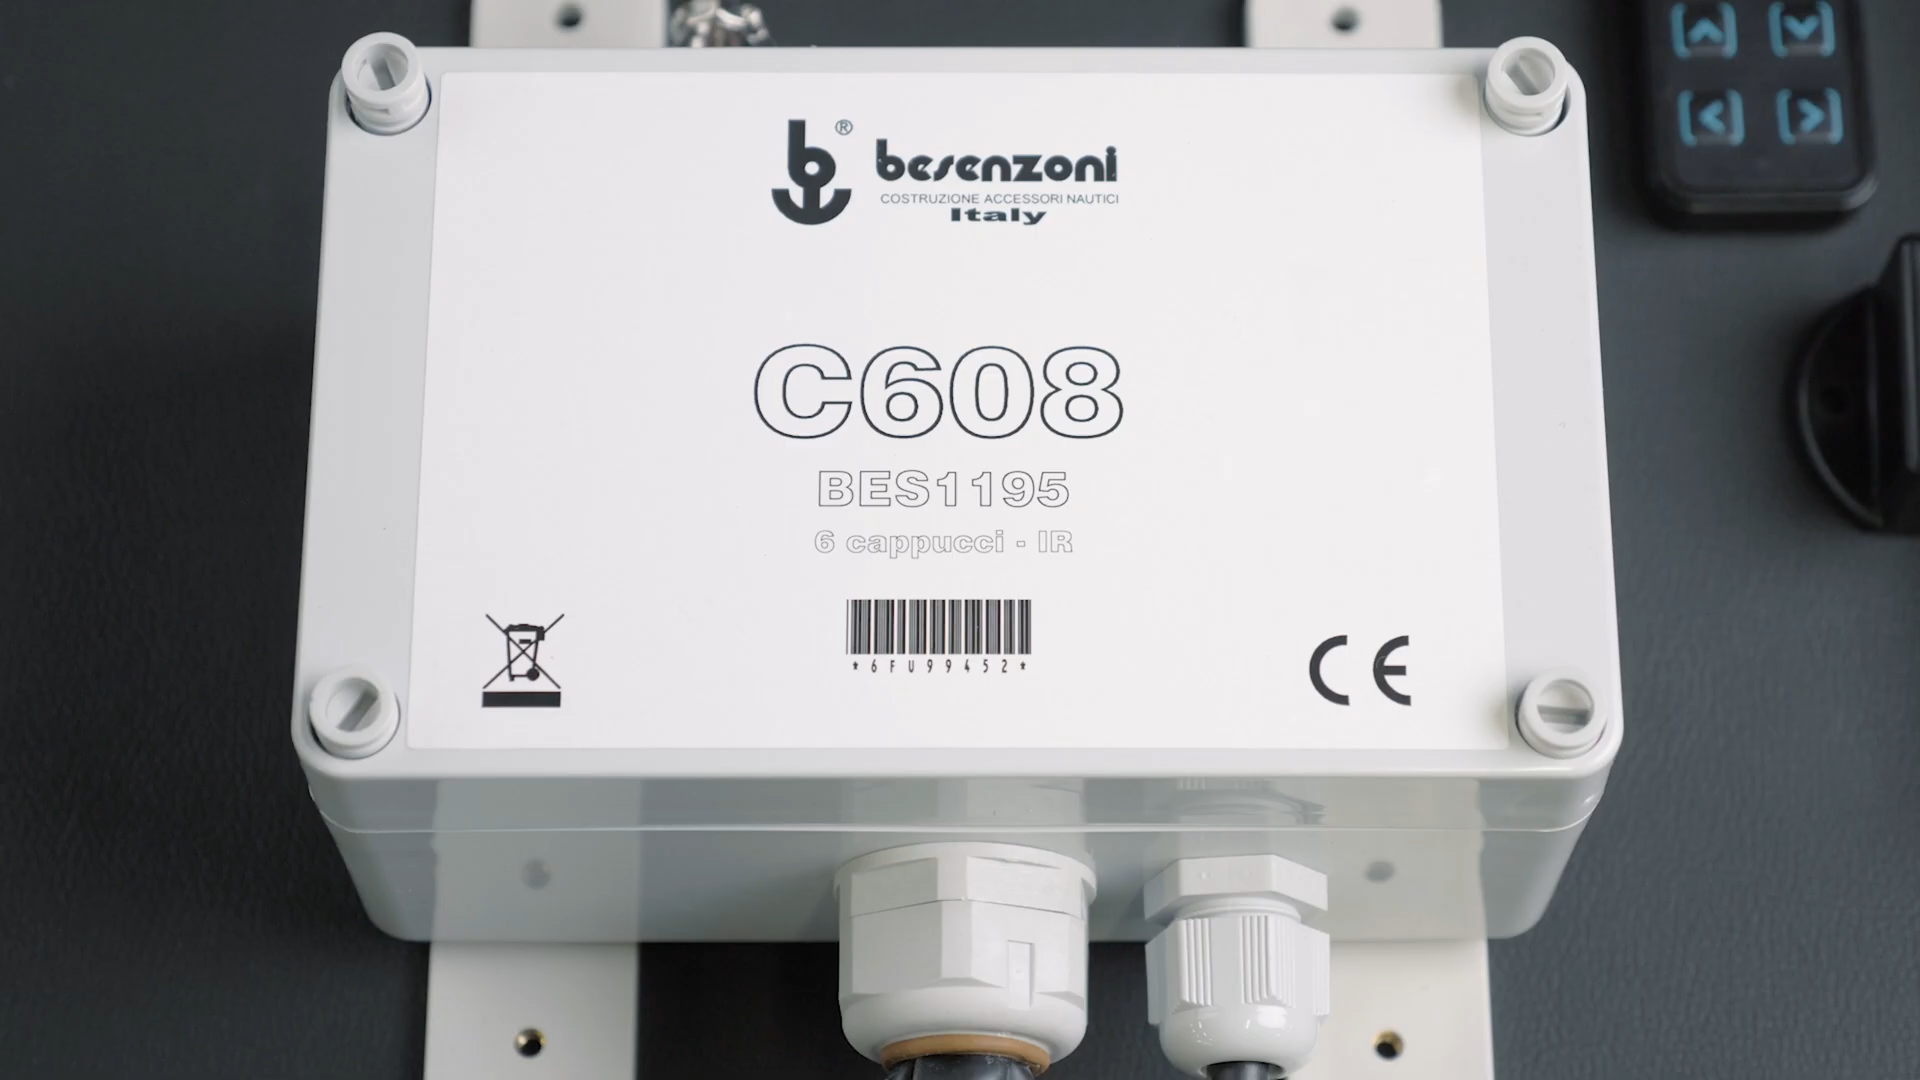 besenzoni
COSTRUZIONE ACCESSORI NAUTICI
Italy
C608
BES1195
6 cappucci - IR
*6FU99452*
CE